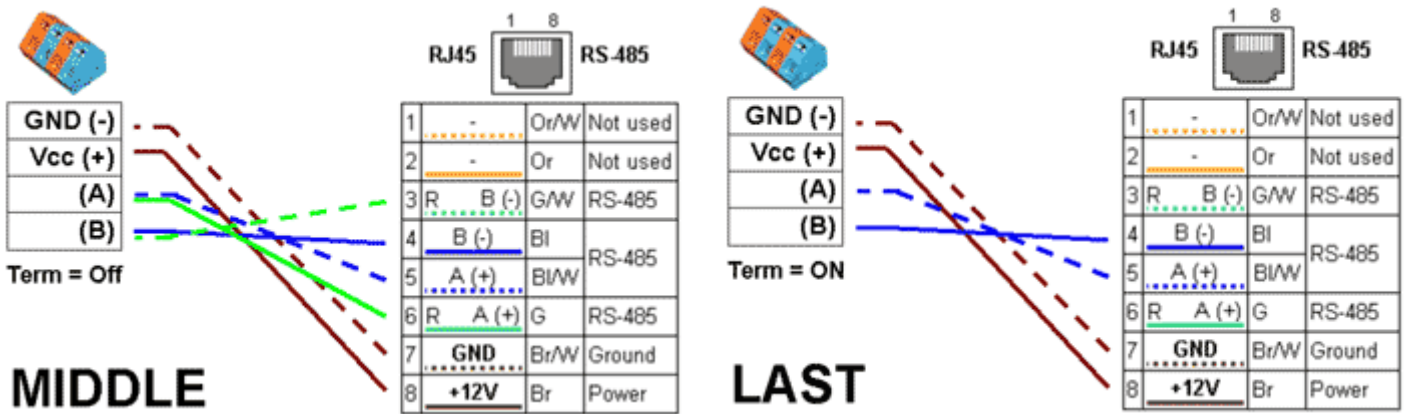 1 8
RJ45 RS-485
GND (-)
Vcc (+)
(A)
(B)
Term = Off
1 - Or/W Not used
2 - Or Not used
3 R B (-) G/W RS-485
4 B (-) Bl RS-485
5 A (+) Bl/W
6 R A (+) G RS-485
7 GND Br/W Ground
8 +12V Br Power
MIDDLE
1 8
RJ45 RS-485
GND (-)
Vcc (+)
(A)
(B)
Term = ON
1 - Or/W Not used
2 - Or Not used
3 R B (-) G/W RS-485
4 B (-) Bl RS-485
5 A (+) Bl/W
6 R A (+) G RS-485
7 GND Br/W Ground
8 +12V Br Power
LAST